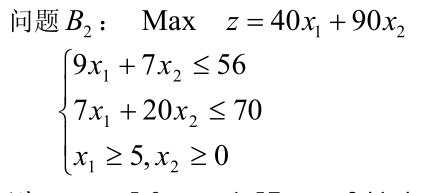 问题 B₂： Max z = 40x₁ + 90x₂
9x₁ + 7x₂ ≤ 56
7x₁ + 20x₂ ≤ 70
x₁ ≥ 5, x₂ ≥ 0